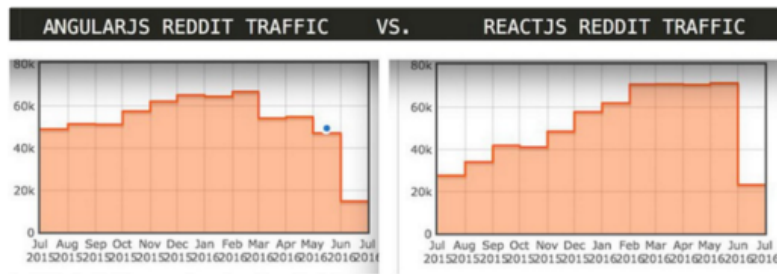 ANGULARJS REDDIT TRAFFIC VS. REACTJS REDDIT TRAFFIC
80k
60k
40k
20k
0
Jul Aug Sep Oct Nov Dec Jan Feb Mar Apr May Jun Jul
2015 2015 2015 2015 2015 2015 2016 2016 2016 2016 2016 2016 2016
80k
60k
40k
20k
0
Jul Aug Sep Oct Nov Dec Jan Feb Mar Apr May Jun Jul
2015 2015 2015 2015 2015 2015 2016 2016 2016 2016 2016 2016 2016